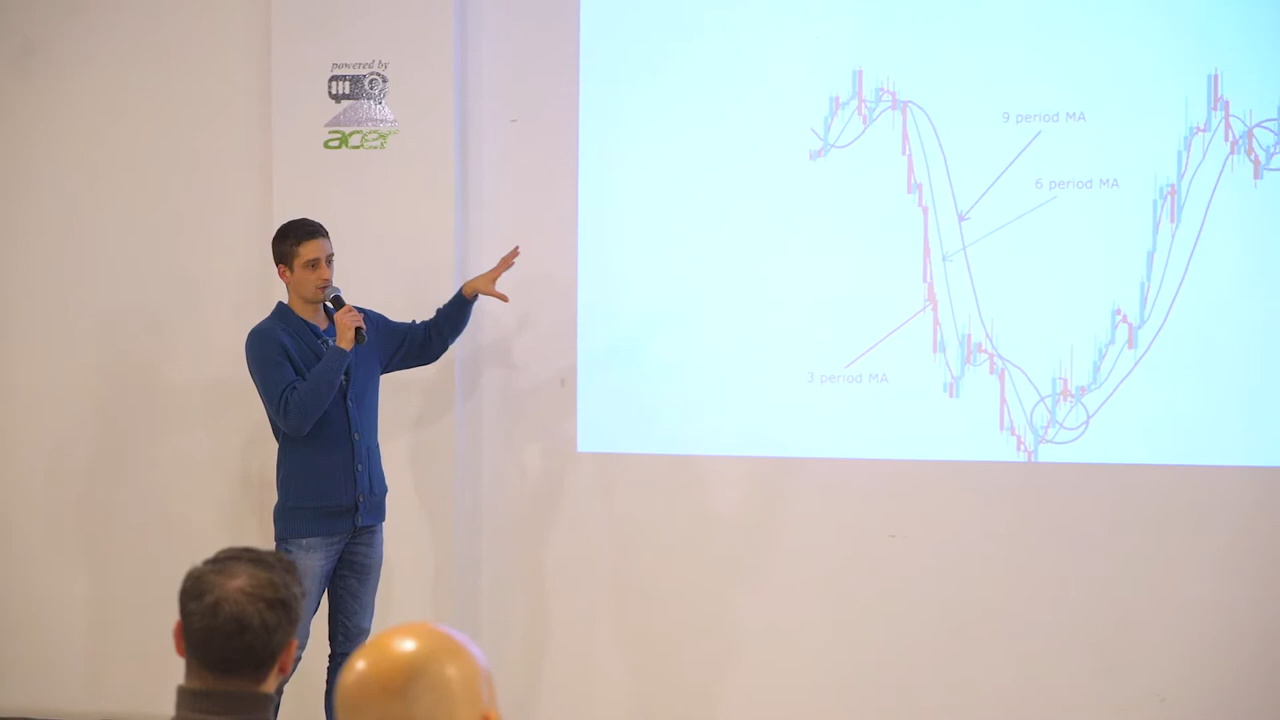 powered by
acer
9 period MA
6 period MA
3 period MA